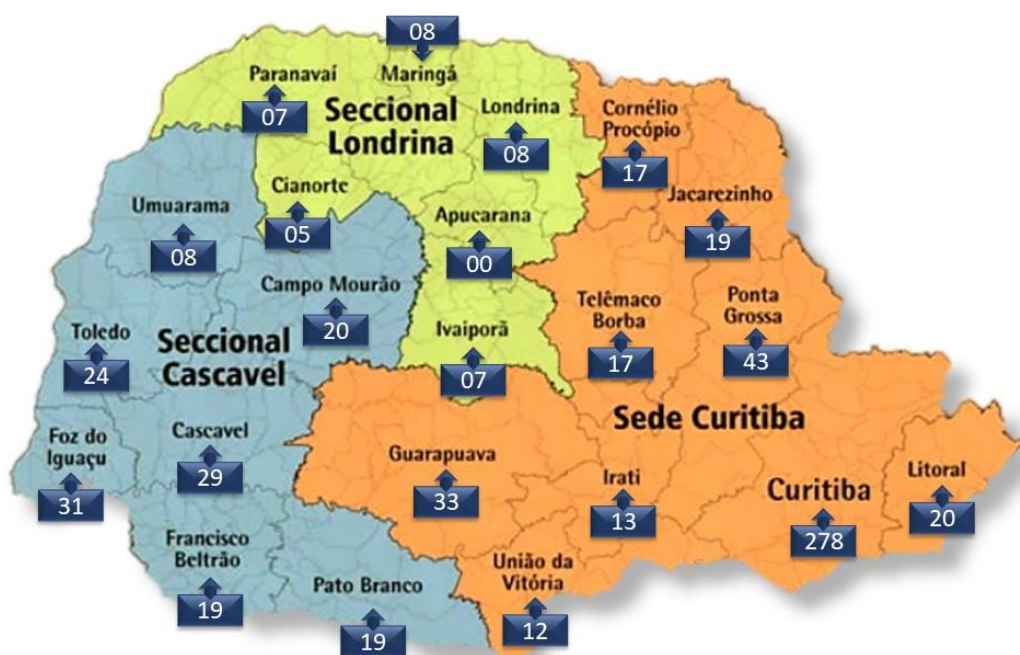 08
Maringá
Paranavaí
07
Seccional
Londrina
Londrina
08
Cornélio
Procópio
17
Jacarezinho
19
Cianorte
05
Umuarama
08
Apucarana
00
Campo Mourão
20
Toledo
24
Seccional
Cascavel
Ivaiporã
07
Telêmaco
Borba
17
Ponta
Grossa
43
Sede Curitiba
Foz do
Iguaçu
31
Cascavel
29
Guarapuava
33
Irati
13
Curitiba
278
Litoral
20
Francisco
Beltrão
19
Pato Branco
19
União da
Vitória
12